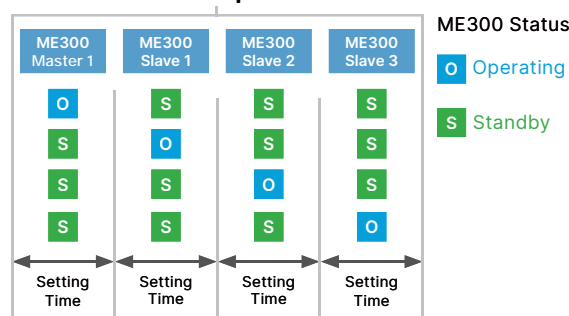 ME300 Status
ME300
Master 1
ME300
Slave 1
ME300
Slave 2
ME300
Slave 3
O Operating
S Standby
O S S S
S O S S
S S O S
S S S O
Setting
Time
Setting
Time
Setting
Time
Setting
Time